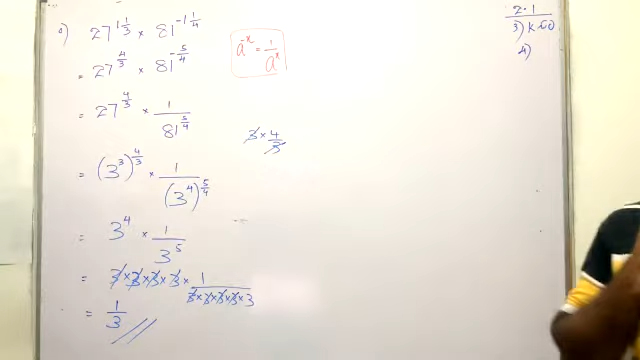 a) 27^{1 1/3} × 81^{-1 1/4}
= 27^{4/3} × 81^{-5/4}
= 27^{4/3} × 1/81^{5/4}
= (3^3)^{4/3} × 1/(3^4)^{5/4}
= 3^4 × 1/3^5
= 3×3×3×3 × 1/3×3×3×3×3
= 1/3
a^{-x} = 1/a^x
3 × 4/3
2.1
3)
4)